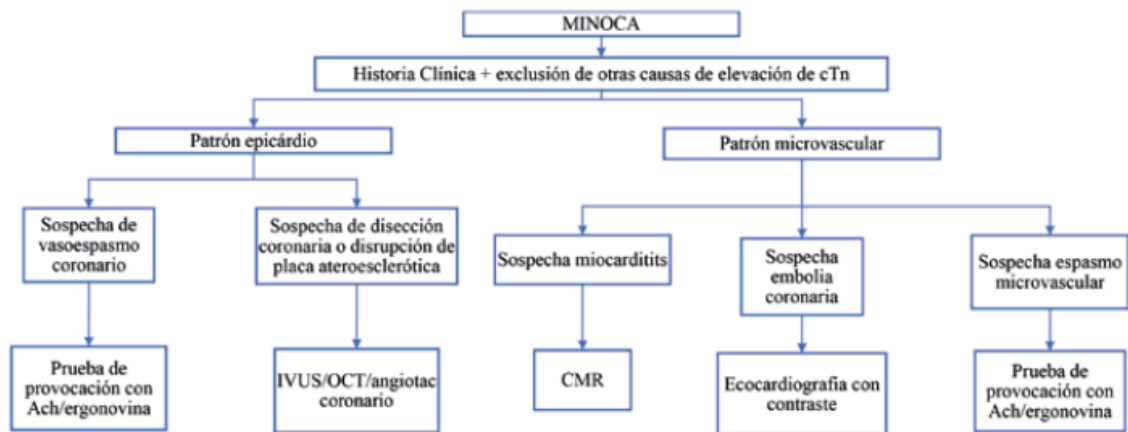 MINOCA
Historia Clínica + exclusión de otras causas de elevación de cTn
Patrón epicárdio
Patrón microvascular
Sospecha de
vasoespasmo
coronario
Sospecha de disección
coronaria o disrupción de
placa ateroesclerótica
Sospecha miocarditits
Sospecha
embolia
coronaria
Sospecha espasmo
microvascular
Prueba de
provocación con
Ach/ergonovina
IVUS/OCT/angiotac
coronario
CMR
Ecocardiografia con
contraste
Prueba de
provocación con
Ach/ergonovina